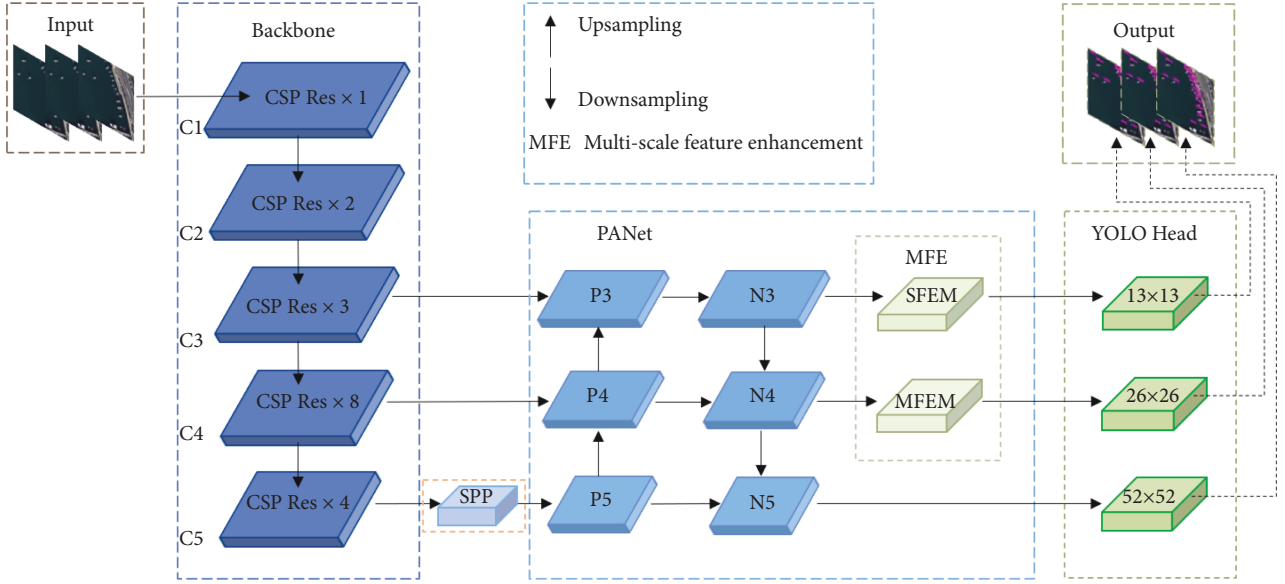 Input
Backbone
CSP Res × 1
C1
CSP Res × 2
C2
CSP Res × 3
C3
CSP Res × 8
C4
CSP Res × 4
C5
SPP
Upsampling
Downsampling
MFE Multi-scale feature enhancement
PANet
P3
N3
P4
N4
P5
N5
MFE
SFEM
MFEM
Output
YOLO Head
13×13
26×26
52×52